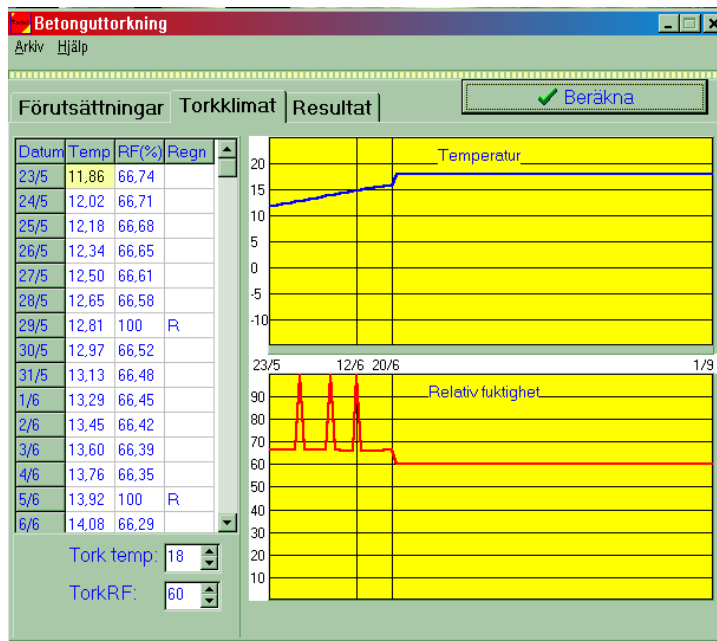 Betonguttorkning
Arkiv Hjälp
Förutsättningar Torkklimat Resultat Beräkna
Datum Temp RF(%) Regn
23/5 11,86 66,74
24/5 12,02 66,71
25/5 12,18 66,68
26/5 12,34 66,65
27/5 12,50 66,61
28/5 12,65 66,58
29/5 12,81 100 R
30/5 12,97 66,52
31/5 13,13 66,48
1/6 13,29 66,45
2/6 13,45 66,42
3/6 13,60 66,39
4/6 13,76 66,35
5/6 13,92 100 R
6/6 14,08 66,29
Tork temp: 18
TorkRF: 60
Temperatur
20
15
10
5
0
-5
-10
23/5 12/6 20/6 1/9
Relativ fuktighet
90
80
70
60
50
40
30
20
10